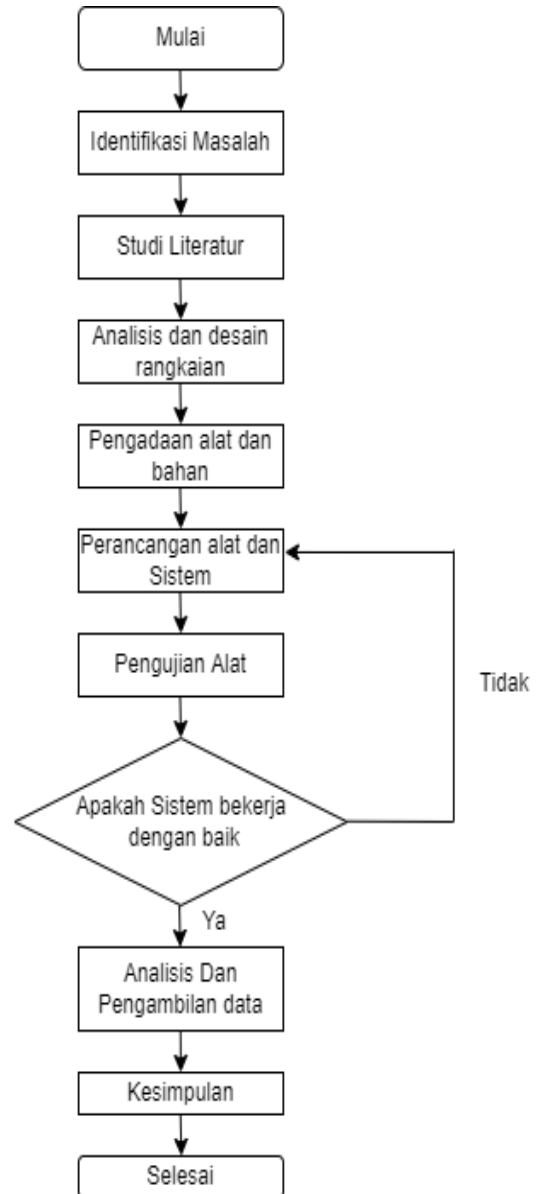 Mulai
Identifikasi Masalah
Studi Literatur
Analisis dan desain
rangkaian
Pengadaan alat dan
bahan
Perancangan alat dan
Sistem
Pengujian Alat
Tidak
Apakah Sistem bekerja
dengan baik
Ya
Analisis Dan
Pengambilan data
Kesimpulan
Selesai